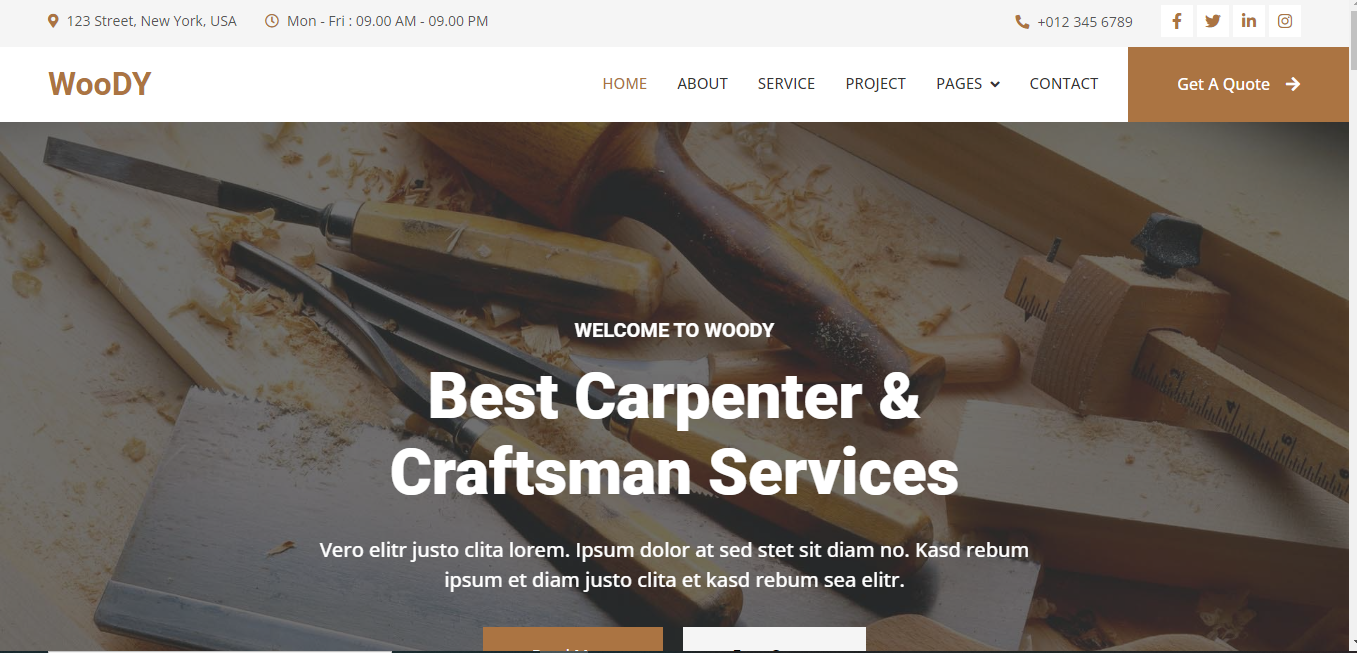 123 Street, New York, USA
Mon - Fri : 09.00 AM - 09.00 PM
+012 345 6789
WooDY
HOME
ABOUT
SERVICE
PROJECT
PAGES
CONTACT
Get A Quote
WELCOME TO WOODY
Best Carpenter &
Craftsman Services
Vero elitr justo clita lorem. Ipsum dolor at sed stet sit diam no. Kasd rebum
ipsum et diam justo clita et kasd rebum sea elitr.